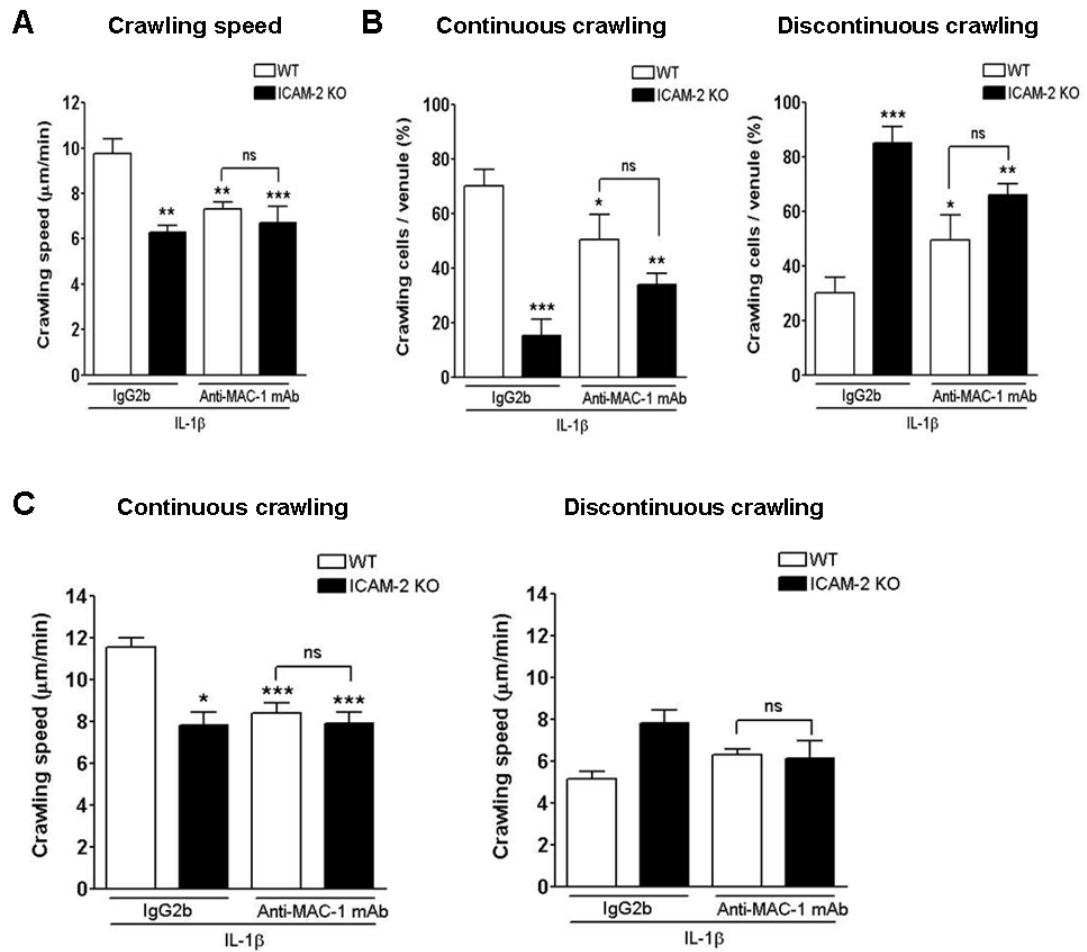 A Crawling speed
WT
ICAM-2 KO
Crawling speed (μm/min)
12
10
8
6
4
2
0
**
**
ns
***
IgG2b
Anti-MAC-1 mAb
IL-1β
B Continuous crawling
WT
ICAM-2 KO
Crawling cells / venule (%)
100
80
60
40
20
0
***
*
ns
**
IgG2b
Anti-MAC-1 mAb
IL-1β
Discontinuous crawling
WT
ICAM-2 KO
Crawling cells / venule (%)
100
80
60
40
20
0
***
*
ns
**
IgG2b
Anti-MAC-1 mAb
IL-1β
C Continuous crawling
WT
ICAM-2 KO
Crawling speed (μm/min)
14
12
10
8
6
4
2
0
*
***
ns
***
IgG2b
Anti-MAC-1 mAb
IL-1β
Discontinuous crawling
WT
ICAM-2 KO
Crawling speed (μm/min)
14
12
10
8
6
4
2
0
ns
IgG2b
Anti-MAC-1 mAb
IL-1β